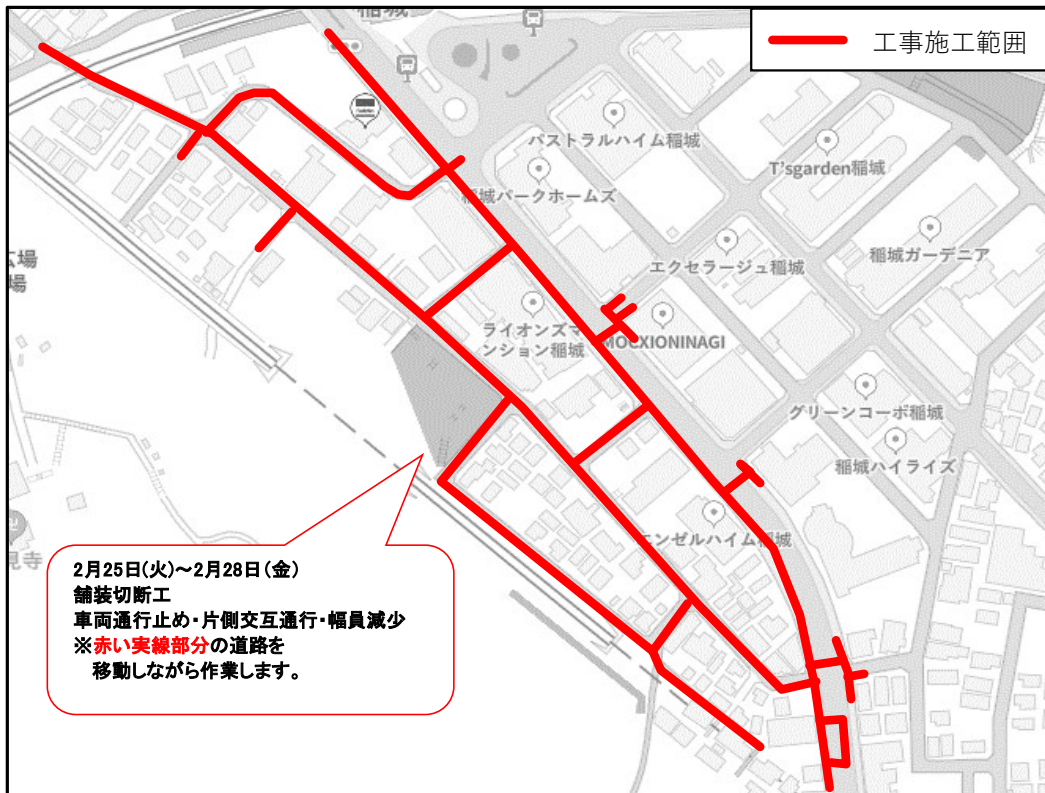 稲城
工事施工範囲
パストラルハイム稲城
T'sgarden稲城
稲城パークホームズ
エクセラージュ稲城
稲城ガーデニア
広場
場
ライオンズマ
ンション稲城
MOCXIONINAGI
グリーンコーポ稲城
稲城ハイライズ
エンゼルハイム稲城
見寺
2月25日(火)～2月28日(金)
舗装切断工
車両通行止め・片側交互通行・幅員減少
※赤い実線部分の道路を
移動しながら作業します。